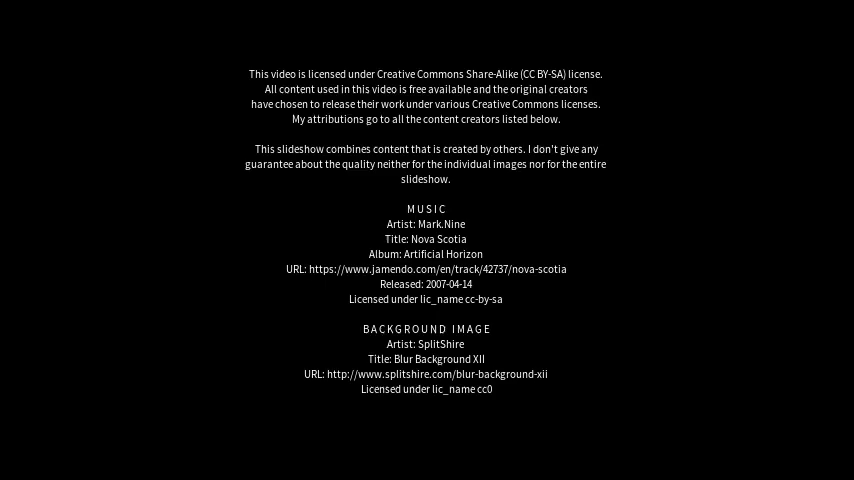 This video is licensed under Creative Commons Share-Alike (CC BY-SA) license.
All content used in this video is free available and the original creators
have chosen to release their work under various Creative Commons licenses.
My attributions go to all the content creators listed below.
This slideshow combines content that is created by others. I don't give any
guarantee about the quality neither for the individual images nor for the entire
slideshow.
MUSIC
Artist: Mark.Nine
Title: Nova Scotia
Album: Artificial Horizon
URL: https://www.jamendo.com/en/track/42737/nova-scotia
Released: 2007-04-14
Licensed under lic_name cc-by-sa
BACKGROUND IMAGE
Artist: SplitShire
Title: Blur Background XII
URL: http://www.splitshire.com/blur-background-xii
Licensed under lic_name cc0